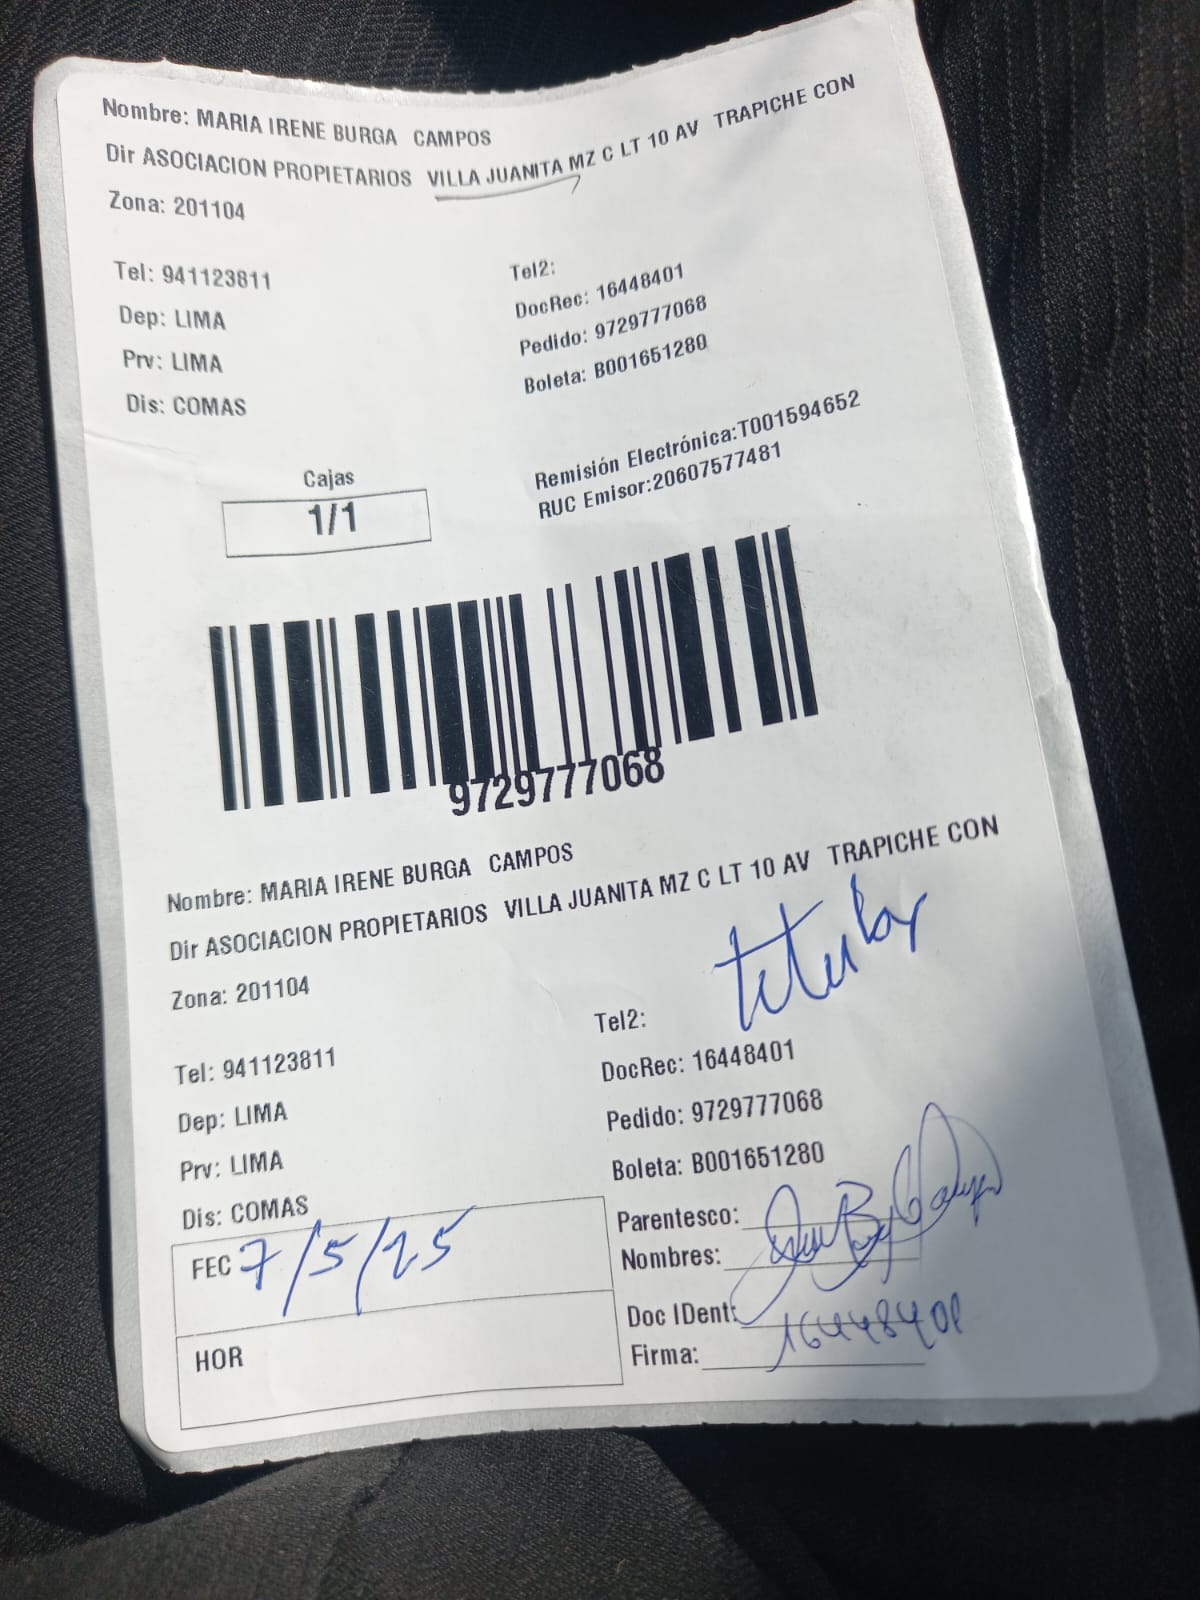 Nombre: MARIA IRENE BURGA CAMPOS
Dir ASOCIACION PROPIETARIOS VILLA JUANITA MZ C LT 10 AV TRAPICHE CON
Zona: 201104
Tel: 941123811
Tel2:
Dep: LIMA
DocRec: 16448401
Prv: LIMA
Pedido: 9729777068
Dis: COMAS
Boleta: B001651280
Cajas
1/1
Remisión Electrónica:T001594652
RUC Emisor:20607577481
9729777068
Nombre: MARIA IRENE BURGA CAMPOS
Dir ASOCIACION PROPIETARIOS VILLA JUANITA MZ C LT 10 AV TRAPICHE CON
titular
Zona: 201104
Tel: 941123811
Tel2:
Dep: LIMA
DocRec: 16448401
Prv: LIMA
Pedido: 9729777068
Dis: COMAS
Boleta: B001651280
FEC 7/5/25
Parentesco:
Nombres:
HOR
Doc IDent: 16448401
Firma: